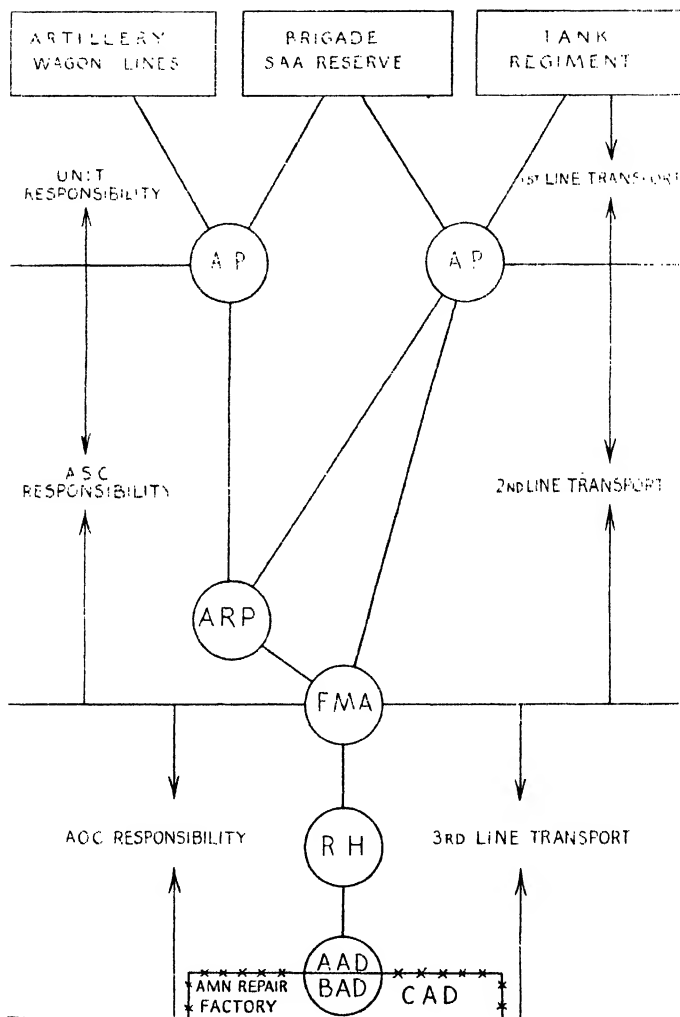 ARTILLERY
WAGON LINES
BRIGADE
SAA RESERVE
TANK
REGIMENT
UNIT
RESPONSIBILITY
1ST LINE TRANSPORT
AP
AP
ASC
RESPONSIBILITY
2ND LINE TRANSPORT
ARP
FMA
AOC RESPONSIBILITY
RH
3RD LINE TRANSPORT
AAD
BAD
AMN REPAIR
FACTORY
CAD